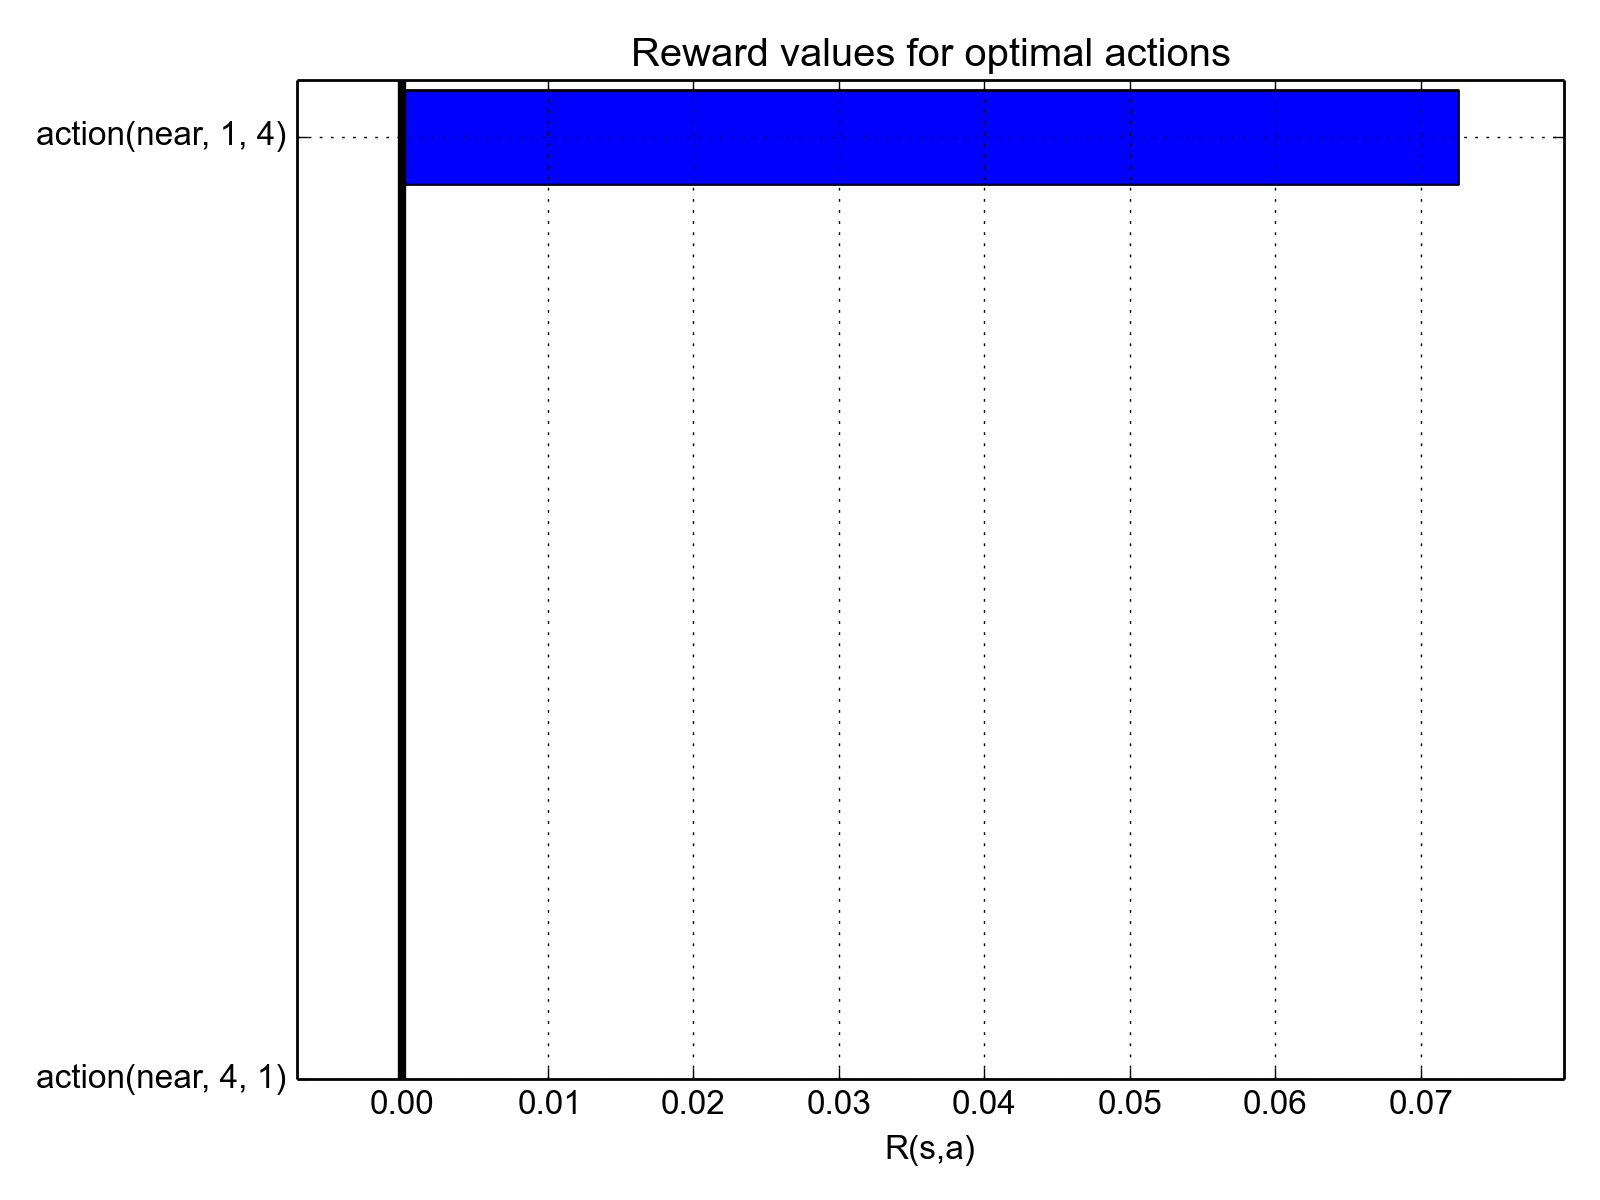 Reward values for optimal actions
action(near, 1, 4)
action(near, 4, 1)
0.00 0.01 0.02 0.03 0.04 0.05 0.06 0.07
R(s,a)